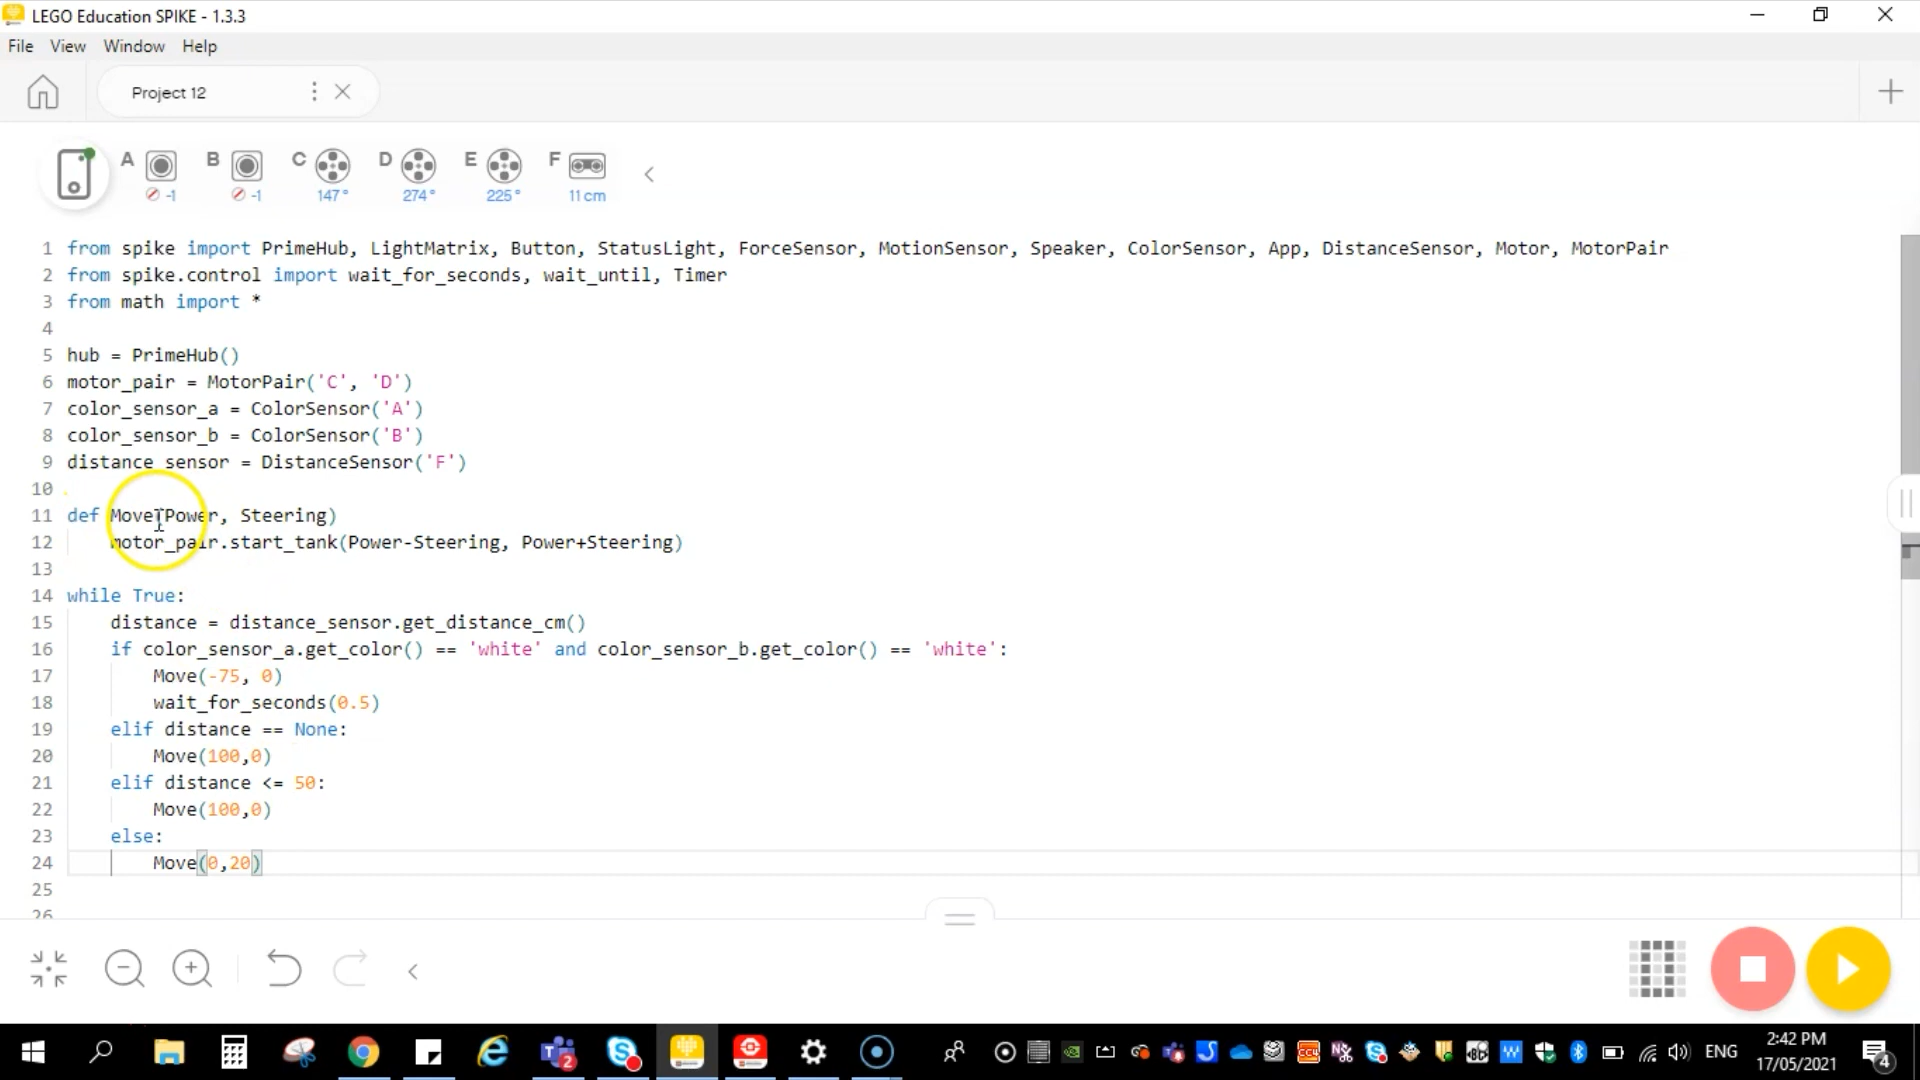 LEGO Education SPIKE - 1.3.3
File View Window Help
Project 12
A B C D E F
-1 -1 147° 274° 225° 11 cm
1 from spike import PrimeHub, LightMatrix, Button, StatusLight, ForceSensor, MotionSensor, Speaker, ColorSensor, App, DistanceSensor, Motor, MotorPair
2 from spike.control import wait_for_seconds, wait_until, Timer
3 from math import *
4
5 hub = PrimeHub()
6 motor_pair = MotorPair('C', 'D')
7 color_sensor_a = ColorSensor('A')
8 color_sensor_b = ColorSensor('B')
9 distance_sensor = DistanceSensor('F')
10
11 def Move(Power, Steering)
12 motor_pair.start_tank(Power-Steering, Power+Steering)
13
14 while True:
15 distance = distance_sensor.get_distance_cm()
16 if color_sensor_a.get_color() == 'white' and color_sensor_b.get_color() == 'white':
17 Move(-75, 0)
18 wait_for_seconds(0.5)
19 elif distance == None:
20 Move(100,0)
21 elif distance <= 50:
22 Move(100,0)
23 else:
24 Move(0,20)
25
26
ENG
2:42 PM
17/05/2021
2
4